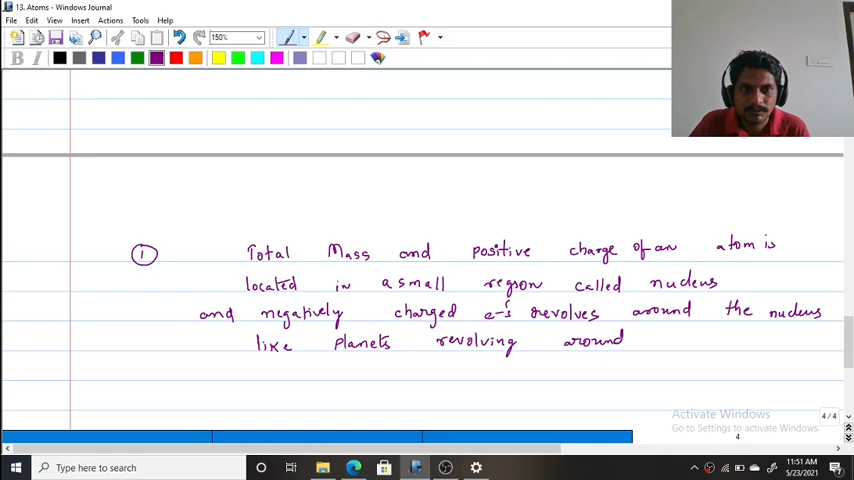 13. Atoms - Windows Journal
File Edit View Insert Actions Tools Help
150%
B I
1 Total Mass and positive charge of an atom is
located in a small regson called nucleus
and negatively charged e-s' revolves around the nucleus
like planets revolving around
Activate Windows
Go to Settings to activate Windows.
4/4
4
Type here to search
11:51 AM
5/23/2021